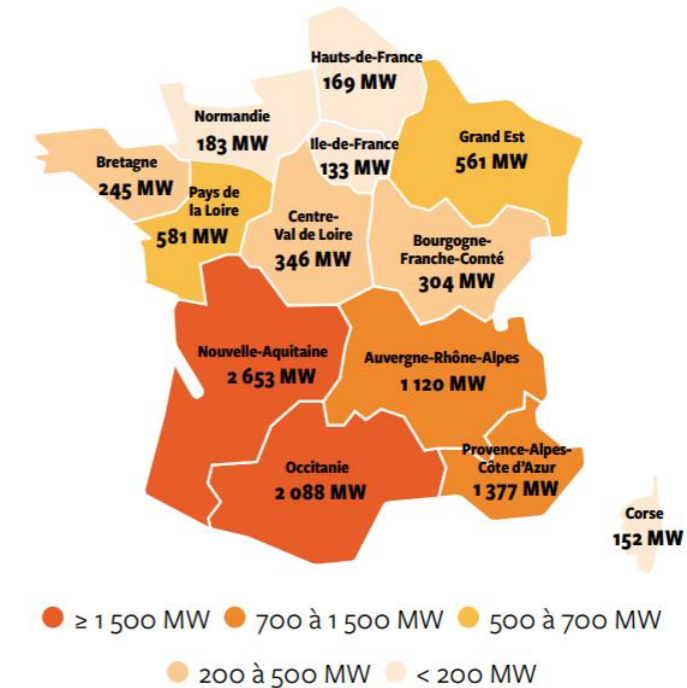 Hauts-de-France
169 MW
Normandie
183 MW
Ile-de-France
133 MW
Grand Est
561 MW
Bretagne
245 MW
Pays de
la Loire
581 MW
Centre-
Val de Loire
346 MW
Bourgogne-
Franche-Comté
304 MW
Nouvelle-Aquitaine
2 653 MW
Auvergne-Rhône-Alpes
1 120 MW
Occitanie
2 088 MW
Provence-Alpes-
Côte d'Azur
1 377 MW
Corse
152 MW
≥ 1 500 MW 700 à 1 500 MW 500 à 700 MW
200 à 500 MW < 200 MW